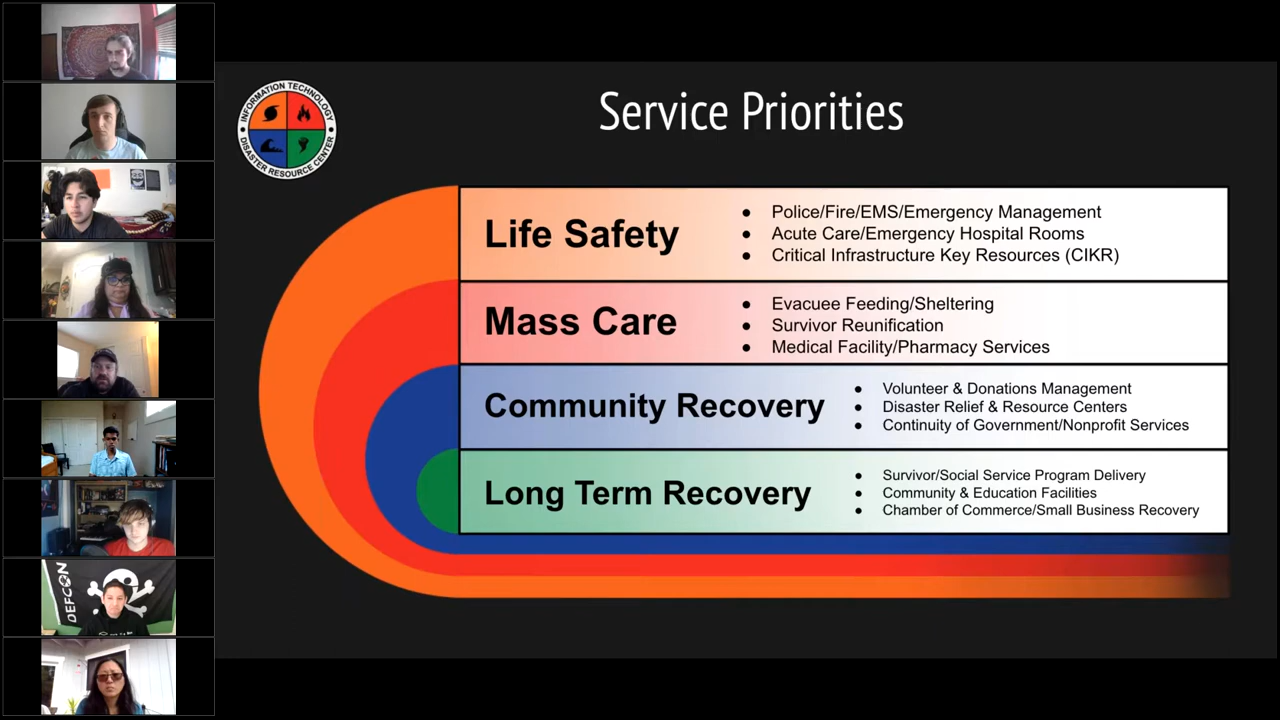 INFORMATION TECHNOLOGY
DISASTER RESOURCE CENTER
Service Priorities
Life Safety
● Police/Fire/EMS/Emergency Management
● Acute Care/Emergency Hospital Rooms
● Critical Infrastructure Key Resources (CIKR)
Mass Care
● Evacuee Feeding/Sheltering
● Survivor Reunification
● Medical Facility/Pharmacy Services
Community Recovery
● Volunteer & Donations Management
● Disaster Relief & Resource Centers
● Continuity of Government/Nonprofit Services
Long Term Recovery
● Survivor/Social Service Program Delivery
● Community & Education Facilities
● Chamber of Commerce/Small Business Recovery
DEFCON